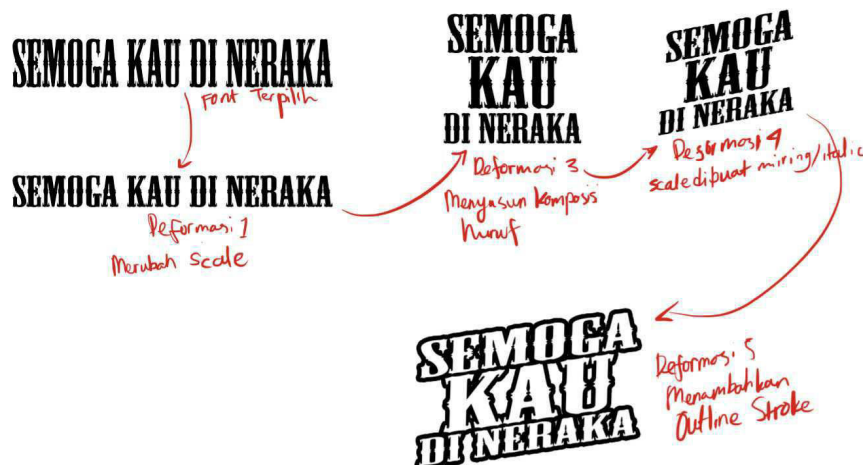 SEMOGA KAU DI NERAKA
Font Terpilih
SEMOGA KAU DI NERAKA
Deformasi 1
Merubah Scale
SEMOGA
KAU
DI NERAKA
Deformasi 3
Menyusun Komposisi
huruf
SEMOGA
KAU
DI NERAKA
Deformasi 4
scale dibuat miring/italic
SEMOGA
KAU
DI NERAKA
Deformasi 5
Menambahkan
Outline Stroke